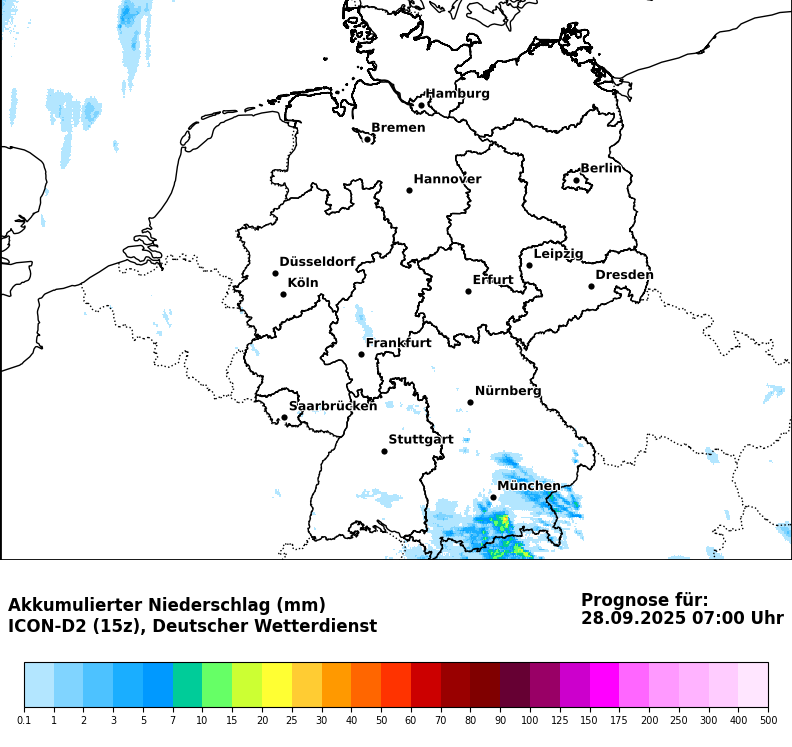 Hamburg
Bremen
Berlin
Hannover
Leipzig
Düsseldorf
Dresden
Köln
Erfurt
Frankfurt
Nürnberg
Saarbrücken
Stuttgart
München
Akkumulierter Niederschlag (mm)
ICON-D2 (15z), Deutscher Wetterdienst
Prognose für:
28.09.2025 07:00 Uhr
0.1 1 2 3 5 7 10 15 20 25 30 40 50 60 70 80 90 100 125 150 175 200 250 300 400 500